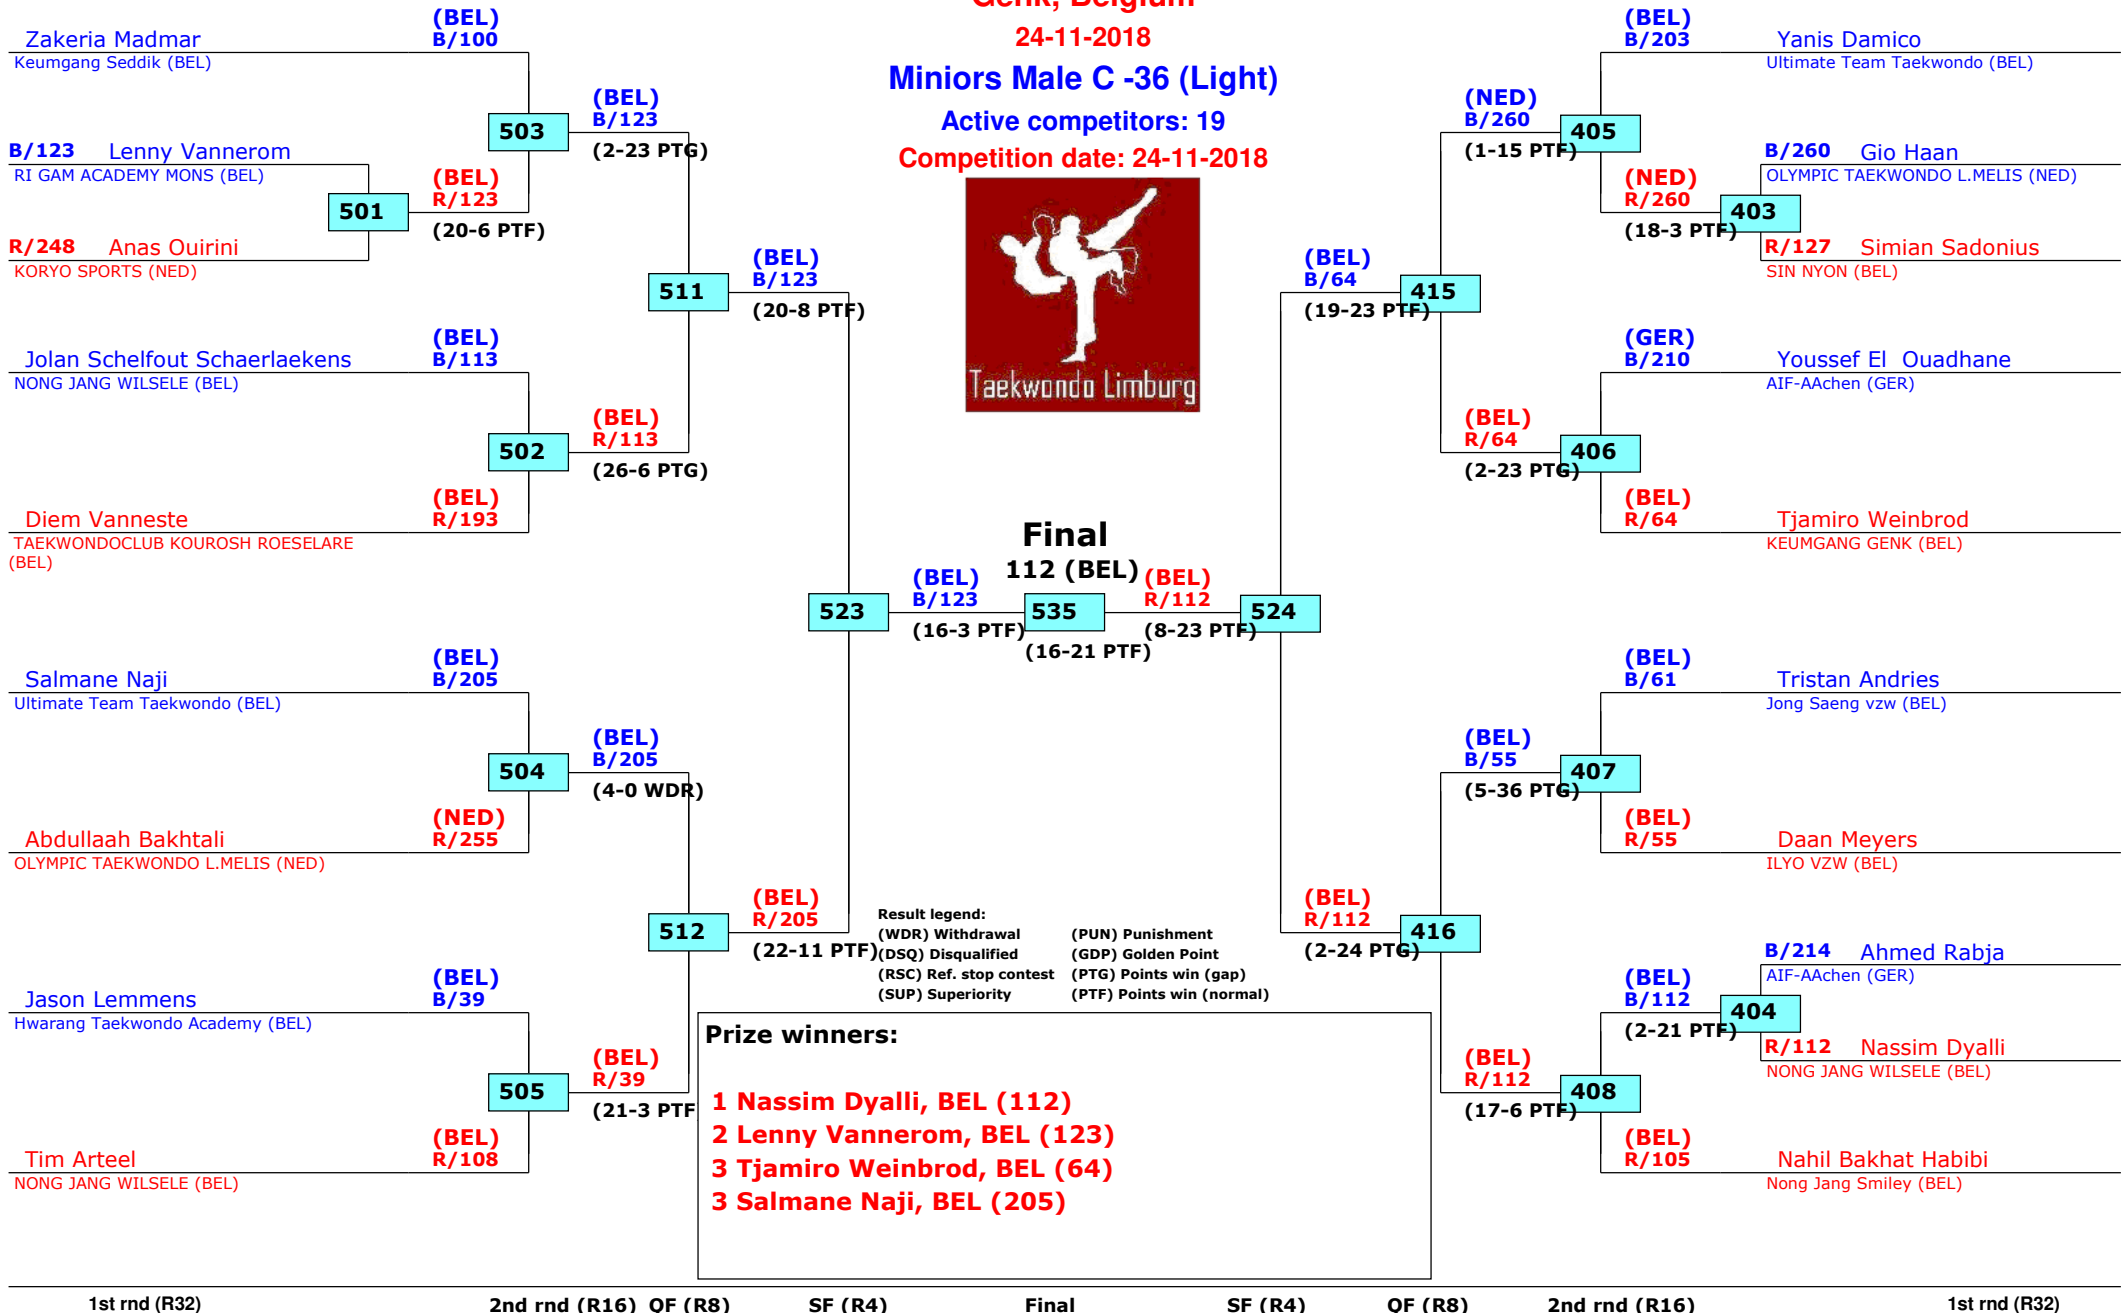 Genk, Belgium
24-11-2018
Miniors Male C -36 (Light)
Active competitors: 19
Competition date: 24-11-2018
Taekwondo Limburg
Zakeria Madmar
Keumgang Seddik (BEL)
(BEL)
B/100
B/123 Lenny Vannerom
RI GAM ACADEMY MONS (BEL)
R/248 Anas Ouirini
KORYO SPORTS (NED)
501
(BEL)
R/123
(20-6 PTF)
503
(BEL)
B/123
(2-23 PTG)
Jolan Schelfout Schaerlaekens
NONG JANG WILSELE (BEL)
(BEL)
B/113
Diem Vanneste
TAEKWONDOCLUB KOUROSH ROESELARE
(BEL)
(BEL)
R/193
502
(BEL)
R/113
(26-6 PTG)
511
(BEL)
B/123
(20-8 PTF)
Salmane Naji
Ultimate Team Taekwondo (BEL)
(BEL)
B/205
Abdullaah Bakhtali
OLYMPIC TAEKWONDO L.MELIS (NED)
(NED)
R/255
504
(BEL)
B/205
(4-0 WDR)
Jason Lemmens
Hwarang Taekwondo Academy (BEL)
(BEL)
B/39
Tim Arteel
NONG JANG WILSELE (BEL)
(BEL)
R/108
505
(BEL)
R/39
(21-3 PTF
512
(BEL)
R/205
(22-11 PTF)
523
(BEL)
B/123
(16-3 PTF)
Final
112 (BEL)
535
(16-21 PTF)
(BEL)
R/112
(8-23 PTF)
524
(BEL)
B/64
(19-23 PTF)
415
(NED)
B/260
(1-15 PTF)
405
(BEL)
B/203
Yanis Damico
Ultimate Team Taekwondo (BEL)
(NED)
R/260
(18-3 PTF)
403
B/260 Gio Haan
OLYMPIC TAEKWONDO L.MELIS (NED)
R/127 Simian Sadonius
SIN NYON (BEL)
(BEL)
R/64
(2-23 PTG)
406
(GER)
B/210
Youssef El  Ouadhane
AIF-AAchen (GER)
(BEL)
R/64
Tjamiro Weinbrod
KEUMGANG GENK (BEL)
(BEL)
R/112
(2-24 PTG)
416
(BEL)
B/55
(5-36 PTG)
407
(BEL)
B/61
Tristan Andries
Jong Saeng vzw (BEL)
(BEL)
R/55
Daan Meyers
ILYO VZW (BEL)
(BEL)
R/112
(17-6 PTF)
408
(BEL)
B/112
(2-21 PTF)
404
B/214 Ahmed Rabja
AIF-AAchen (GER)
R/112 Nassim Dyalli
NONG JANG WILSELE (BEL)
(BEL)
R/105
Nahil Bakhat Habibi
Nong Jang Smiley (BEL)
Result legend:
(WDR) Withdrawal (PUN) Punishment
(DSQ) Disqualified (GDP) Golden Point
(RSC) Ref. stop contest (PTG) Points win (gap)
(SUP) Superiority (PTF) Points win (normal)
Prize winners:
1 Nassim Dyalli, BEL (112)
2 Lenny Vannerom, BEL (123)
3 Tjamiro Weinbrod, BEL (64)
3 Salmane Naji, BEL (205)
1st rnd (R32) 2nd rnd (R16) QF (R8) SF (R4) Final SF (R4) QF (R8) 2nd rnd (R16) 1st rnd (R32)